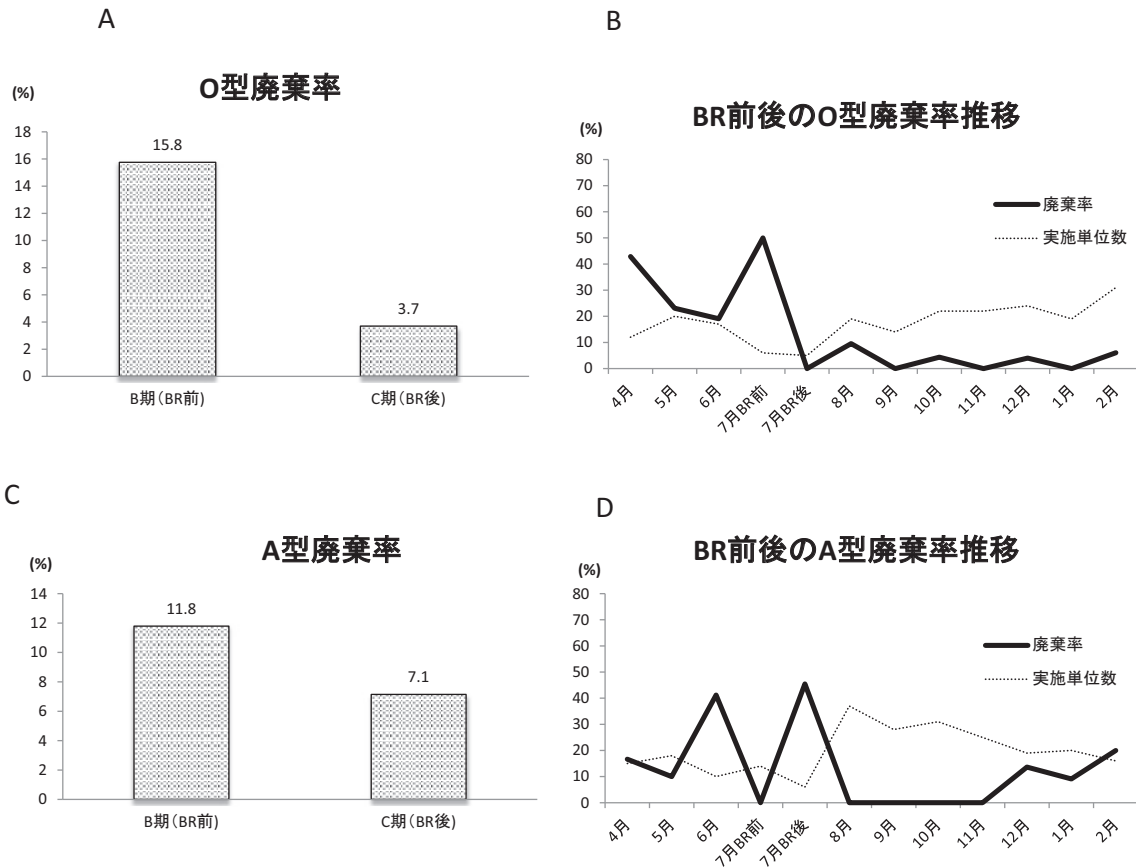 A
O型廃棄率
(%)
18
16
14
12
10
8
6
4
2
0
15.8
3.7
B期(BR前)
C期(BR後)
B
BR前後のO型廃棄率推移
(%)
80
70
60
50
40
30
20
10
0
廃棄率
実施単位数
4月
5月
6月
7月BR前
7月BR後
8月
9月
10月
11月
12月
1月
2月
C
A型廃棄率
(%)
14
12
10
8
6
4
2
0
11.8
7.1
B期(BR前)
C期(BR後)
D
BR前後のA型廃棄率推移
(%)
80
70
60
50
40
30
20
10
0
廃棄率
実施単位数
4月
5月
6月
7月BR前
7月BR後
8月
9月
10月
11月
12月
1月
2月